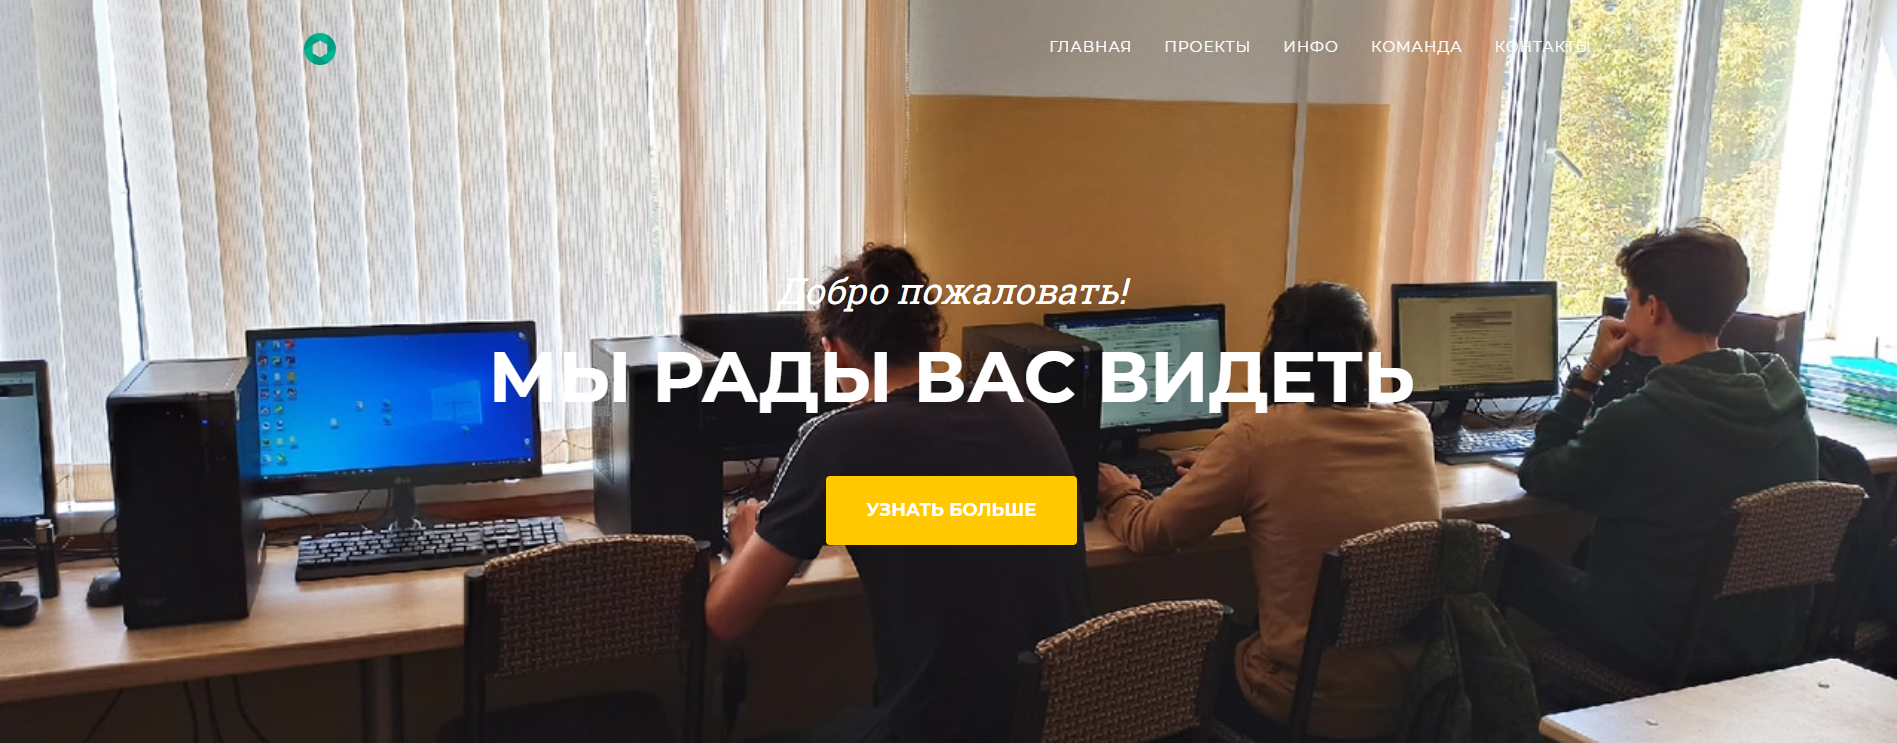 ГЛАВНАЯ ПРОЕКТЫ ИНФО КОМАНДА КОНТАКТЫ
Добро пожаловать!
МЫ РАДЫ ВАС ВИДЕТЬ
УЗНАТЬ БОЛЬШЕ